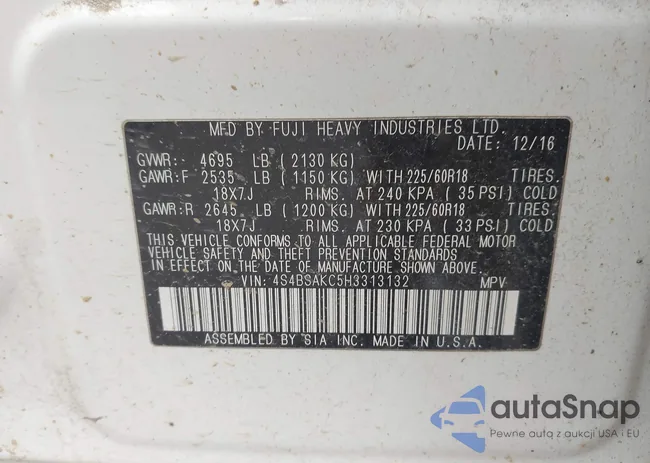 MFD BY FUJI HEAVY INDUSTRIES LTD.
DATE: 12/16
GVWR: 4695 LB ( 2130 KG)
GAWR:F 2535 LB ( 1150 KG) WITH 225/60R18 TIRES.
18X7J RIMS. AT 240 KPA ( 35 PSI) COLD
GAWR:R 2645 LB ( 1200 KG) WITH 225/60R18 TIRES.
18X7J RIMS. AT 230 KPA ( 33 PSI) COLD
THIS VEHICLE CONFORMS TO ALL APPLICABLE FEDERAL MOTOR
VEHICLE SAFETY AND THEFT PREVENTION STANDARDS
IN EFFECT ON THE DATE OF MANUFACTURE SHOWN ABOVE.
VIN: 4S4BSAKC5H3313132 MPV
ASSEMBLED BY SIA INC. MADE IN U.S.A.
autoSnap
Pewne auta z aukcji USA i EU